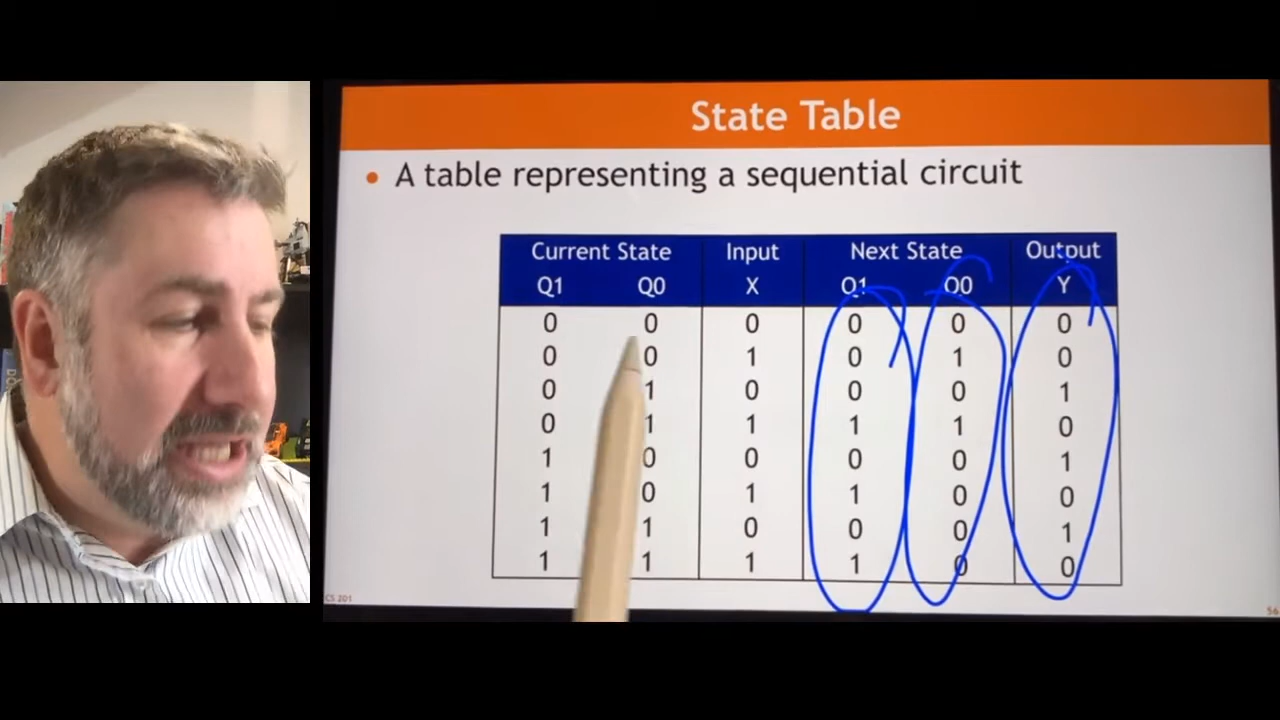 State Table
• A table representing a sequential circuit
Current State Input Next State Output
Q1 Q0 X Q1 Q0 Y
0 0 0 0 0 0
0 0 1 0 1 0
0 1 0 0 0 1
0 1 1 1 1 0
1 0 0 0 0 1
1 0 1 1 0 0
1 1 0 0 0 1
1 1 1 1 0 0
CS 201
56